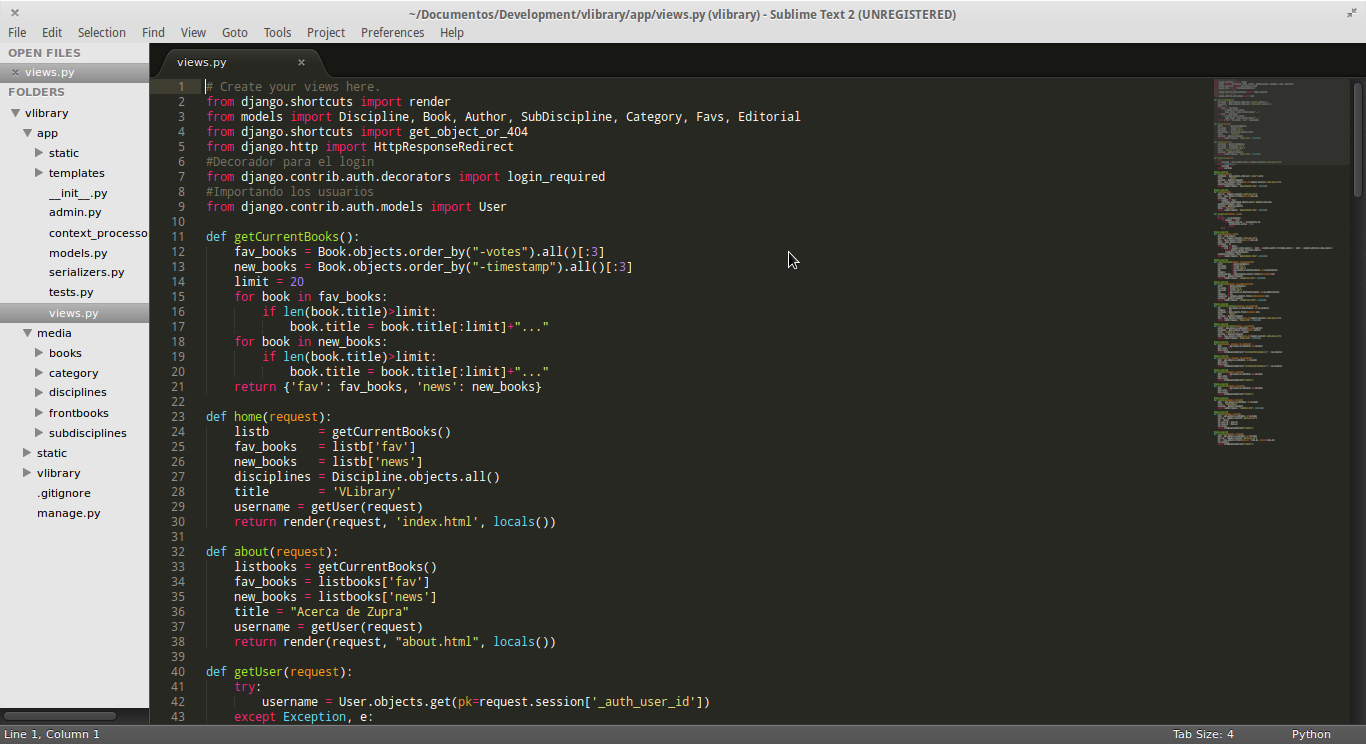 ~/Documentos/Development/vlibrary/app/views.py (vlibrary) - Sublime Text 2 (UNREGISTERED)
File Edit Selection Find View Goto Tools Project Preferences Help
OPEN FILES
views.py
FOLDERS
vlibrary
app
static
templates
__init__.py
admin.py
context_processo
models.py
serializers.py
tests.py
views.py
media
books
category
disciplines
frontbooks
subdisciplines
static
vlibrary
.gitignore
manage.py
views.py
1 # Create your views here.
2 from django.shortcuts import render
3 from models import Discipline, Book, Author, SubDiscipline, Category, Favs, Editorial
4 from django.shortcuts import get_object_or_404
5 from django.http import HttpResponseRedirect
6 #Decorador para el login
7 from django.contrib.auth.decorators import login_required
8 #Importando los usuarios
9 from django.contrib.auth.models import User
10
11 def getCurrentBooks():
12     fav_books = Book.objects.order_by("-votes").all()[:3]
13     new_books = Book.objects.order_by("-timestamp").all()[:3]
14     limit = 20
15     for book in fav_books:
16         if len(book.title)>limit:
17             book.title = book.title[:limit]+"..."
18     for book in new_books:
19         if len(book.title)>limit:
20             book.title = book.title[:limit]+"..."
21     return {'fav': fav_books, 'news': new_books}
22
23 def home(request):
24     listb       = getCurrentBooks()
25     fav_books   = listb['fav']
26     new_books   = listb['news']
27     disciplines = Discipline.objects.all()
28     title       = 'VLibrary'
29     username = getUser(request)
30     return render(request, 'index.html', locals())
31
32 def about(request):
33     listbooks = getCurrentBooks()
34     fav_books = listbooks['fav']
35     new_books = listbooks['news']
36     title = "Acerca de Zupra"
37     username = getUser(request)
38     return render(request, "about.html", locals())
39
40 def getUser(request):
41     try:
42         username = User.objects.get(pk=request.session['_auth_user_id'])
43     except Exception, e:
Line 1, Column 1
Tab Size: 4
Python